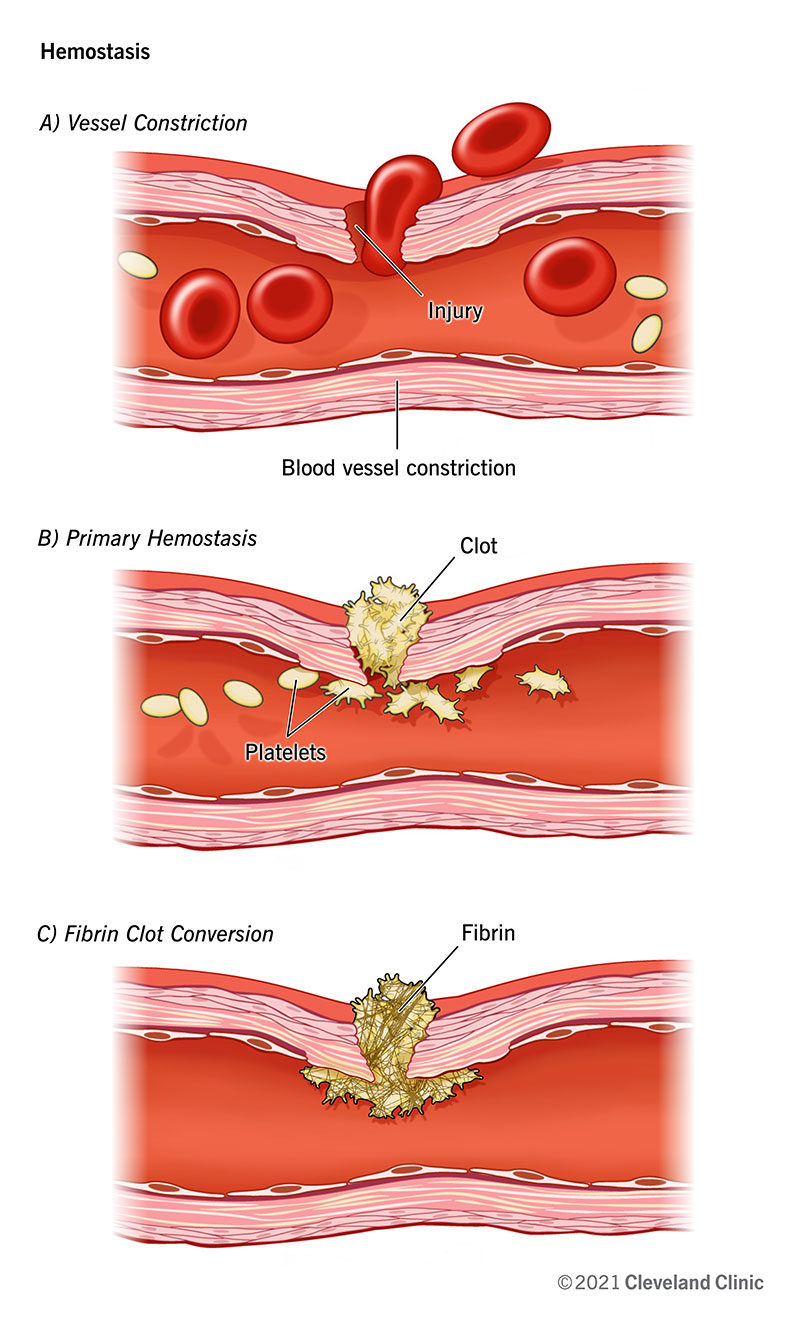 Hemostasis
A) Vessel Constriction
Injury
Blood vessel constriction
B) Primary Hemostasis
Clot
Platelets
C) Fibrin Clot Conversion
Fibrin
©2021 Cleveland Clinic